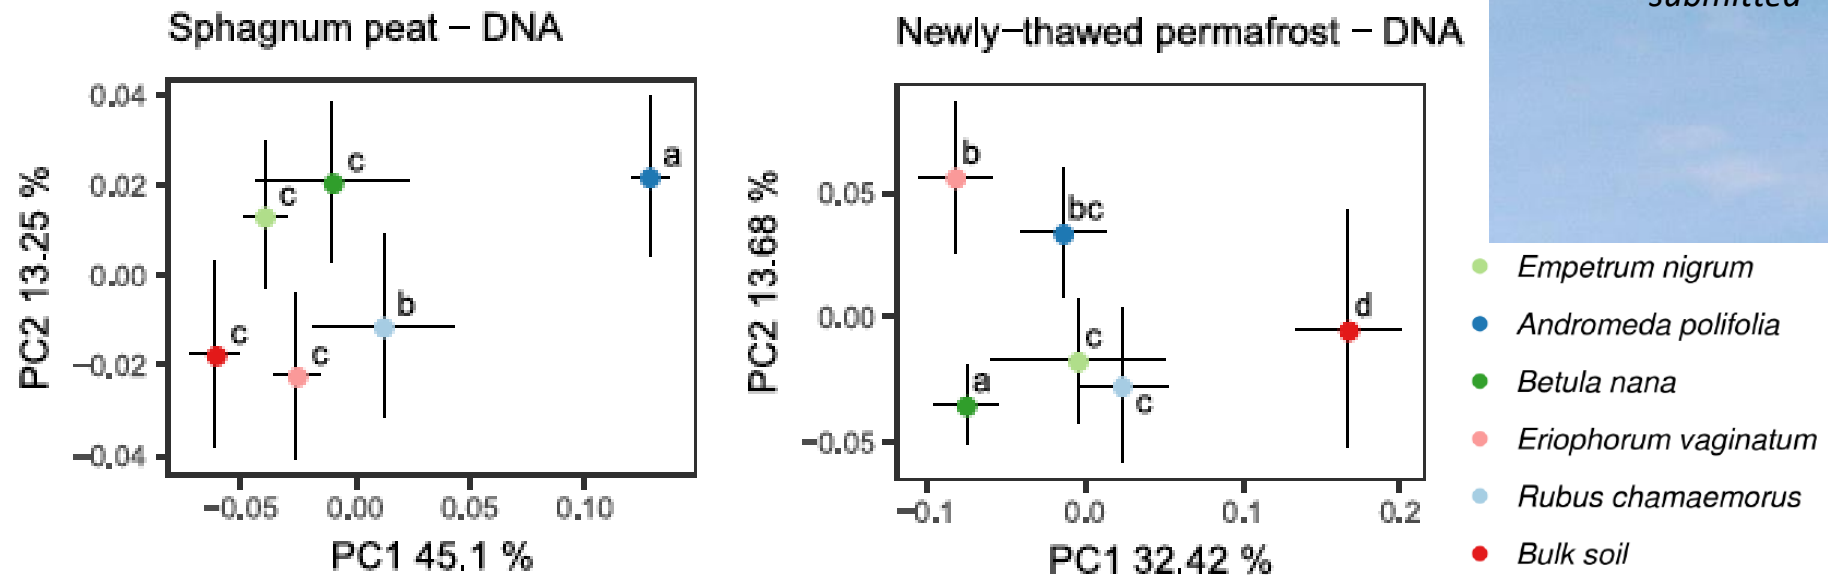 submitted
Sphagnum peat – DNA
PC2 13.25 %
0.04
0.02
0.00
−0.02
−0.04
c
c
a
b
c
c
−0.05
0.00
0.05
0.10
PC1 45.1 %
Newly−thawed permafrost – DNA
PC2 13.68 %
0.05
0.00
−0.05
b
bc
d
c
a
c
−0.1
0.0
0.1
0.2
PC1 32.42 %
Empetrum nigrum
Andromeda polifolia
Betula nana
Eriophorum vaginatum
Rubus chamaemorus
Bulk soil